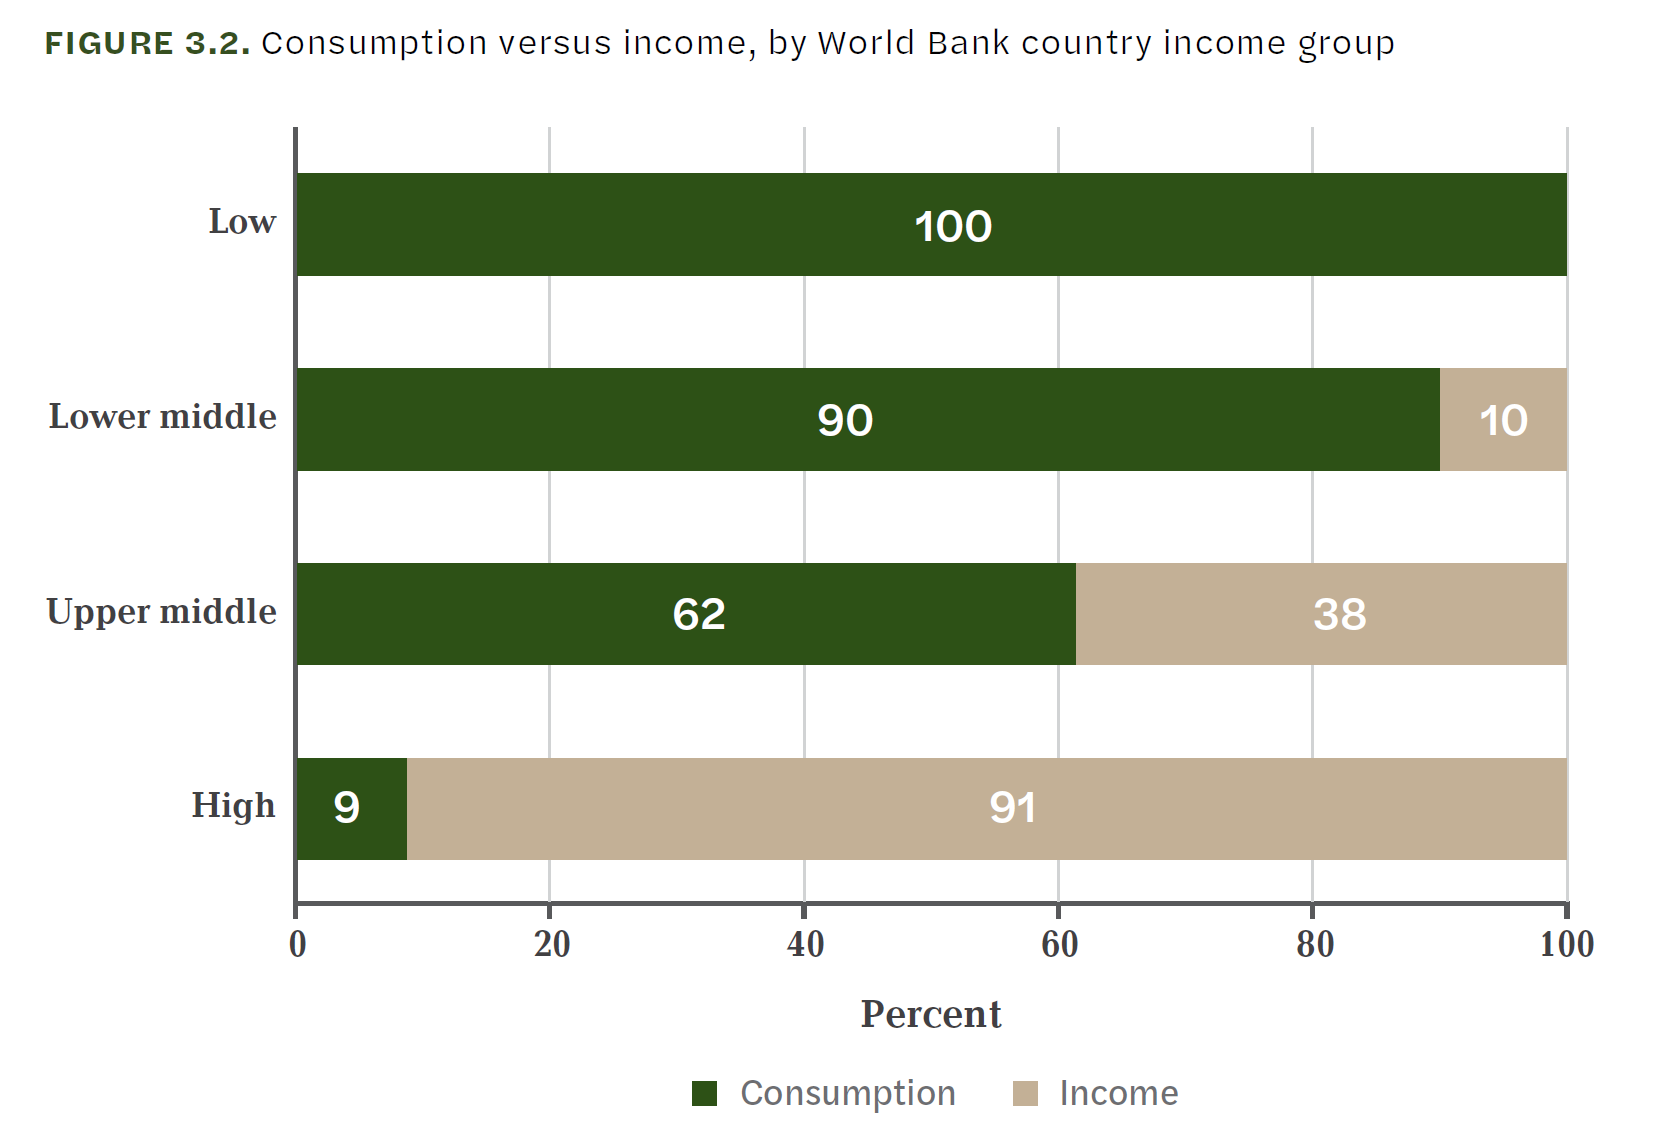 FIGURE 3.2. Consumption versus income, by World Bank country income group
Low
100
Lower middle
90
10
Upper middle
62
38
High
9
91
0
20
40
60
80
100
Percent
Consumption
Income